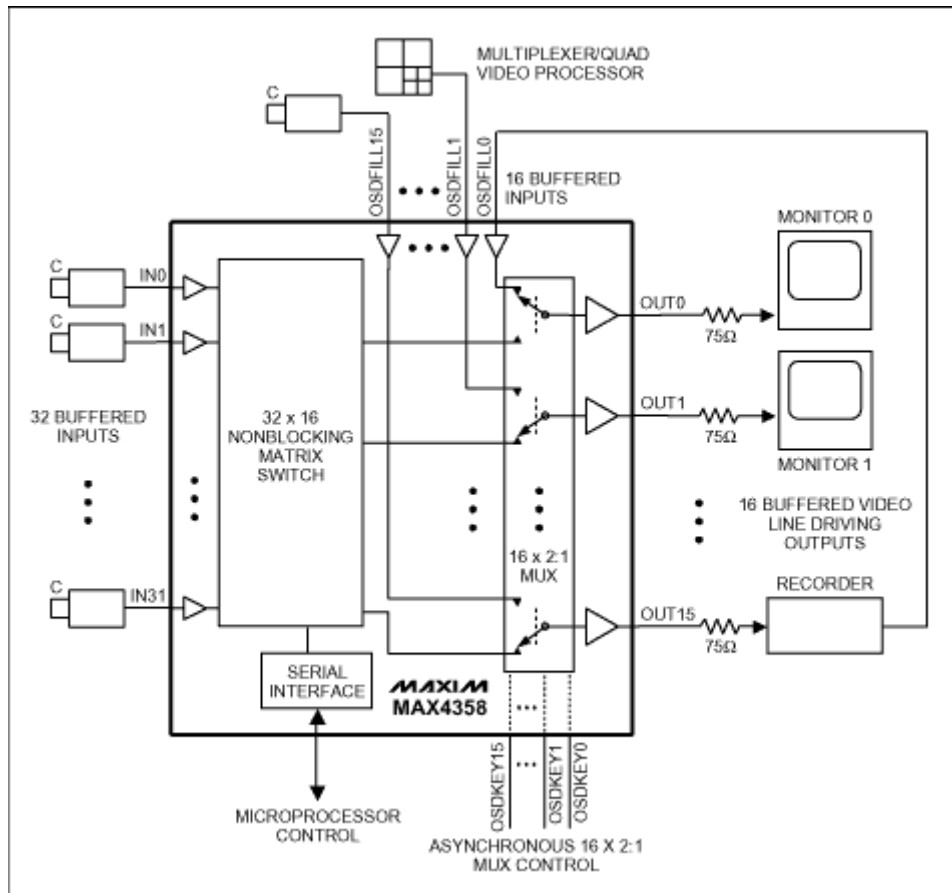 MULTIPLEXER/QUAD
VIDEO PROCESSOR
C
OSDFILL15
OSDFILL1
OSDFILL0
16 BUFFERED
INPUTS
MONITOR 0
C
IN0
OUT0
75Ω
C
IN1
32 BUFFERED
INPUTS
32 x 16
NONBLOCKING
MATRIX
SWITCH
OUT1
75Ω
MONITOR 1
16 x 2:1
MUX
16 BUFFERED VIDEO
LINE DRIVING
OUTPUTS
C
IN31
OUT15
75Ω
RECORDER
SERIAL
INTERFACE
MAXIM
MAX4358
OSDKEY15
OSDKEY1
OSDKEY0
MICROPROCESSOR
CONTROL
ASYNCHRONOUS 16 X 2:1
MUX CONTROL